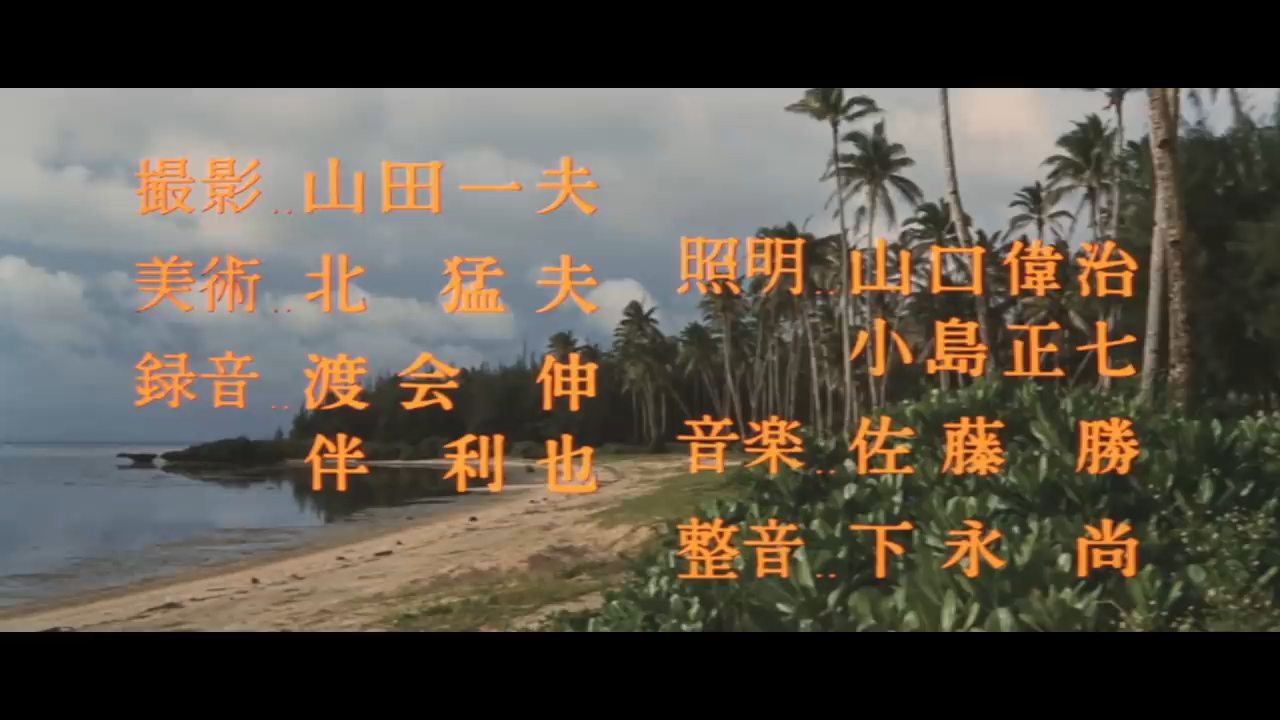 撮影‥山田一夫
美術‥北 猛夫
録音‥渡会 伸
伴 利也
照明‥山口偉治
小島正七
音楽‥佐藤 勝
整音‥下永 尚